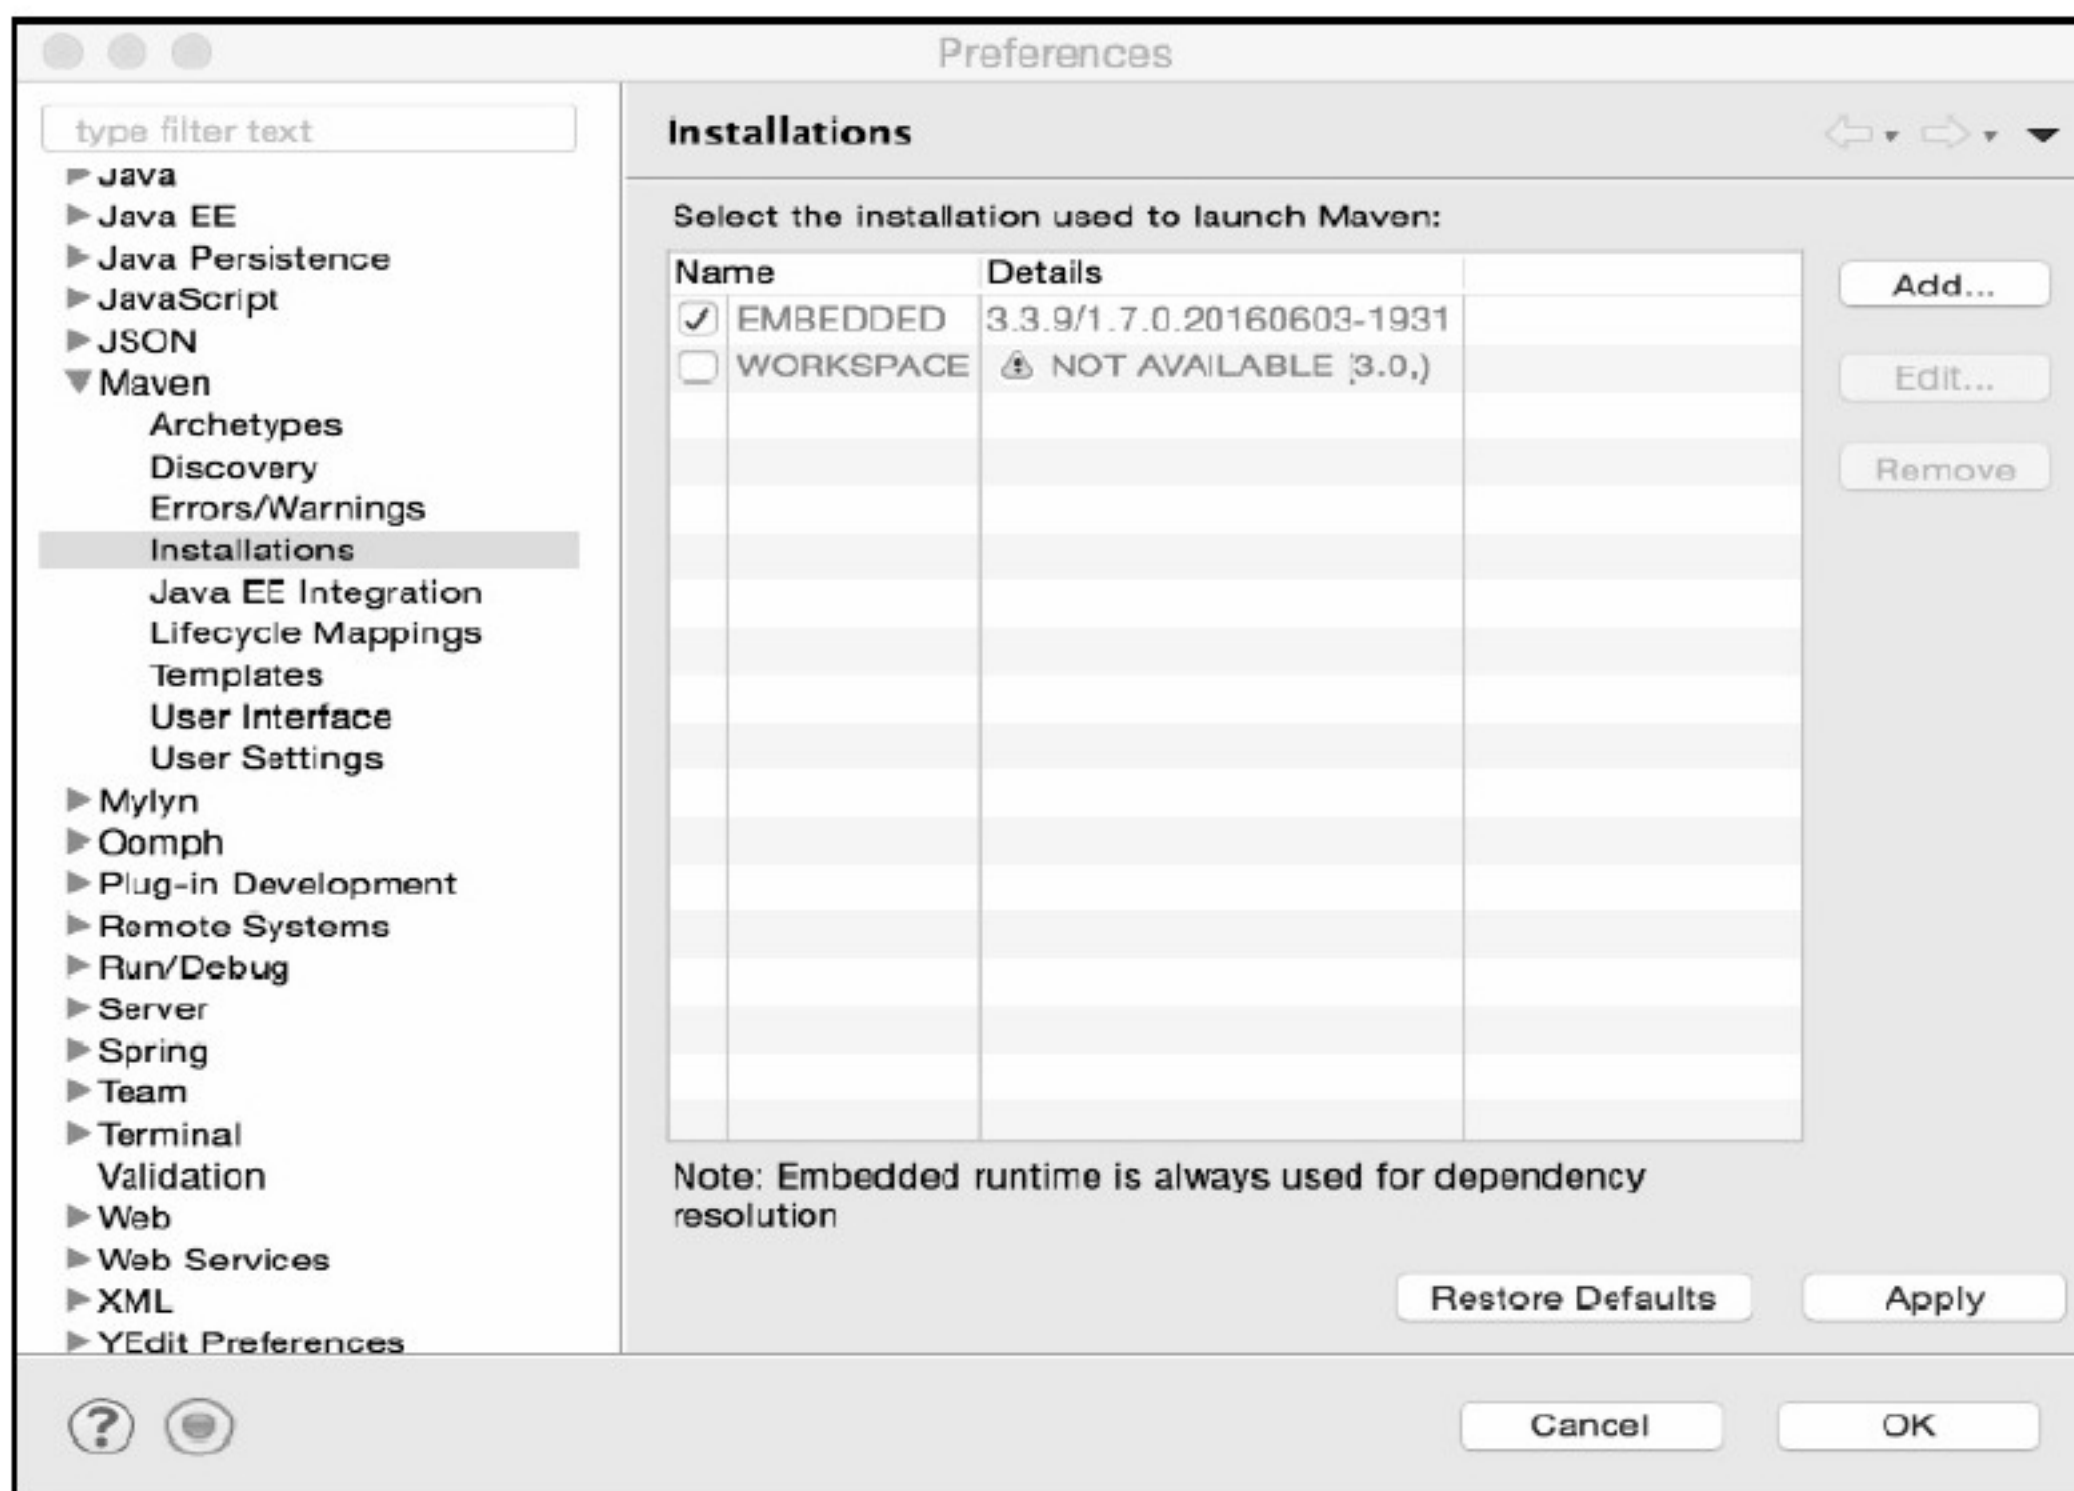 Preferences
type filter text
Java
Java EE
Java Persistence
JavaScript
JSON
Maven
Archetypes
Discovery
Errors/Warnings
Installations
Java EE Integration
Lifecycle Mappings
Templates
User Interface
User Settings
Mylyn
Oomph
Plug-in Development
Remote Systems
Run/Debug
Server
Spring
Team
Terminal
Validation
Web
Web Services
XML
YEdit Preferences
Installations
Select the installation used to launch Maven:
Name Details
EMBEDDED 3.3.9/1.7.0.20160603-1931
WORKSPACE NOT AVAILABLE [3.0,)
Add...
Edit...
Remove
Note: Embedded runtime is always used for dependency
resolution
Restore Defaults Apply
? Cancel OK